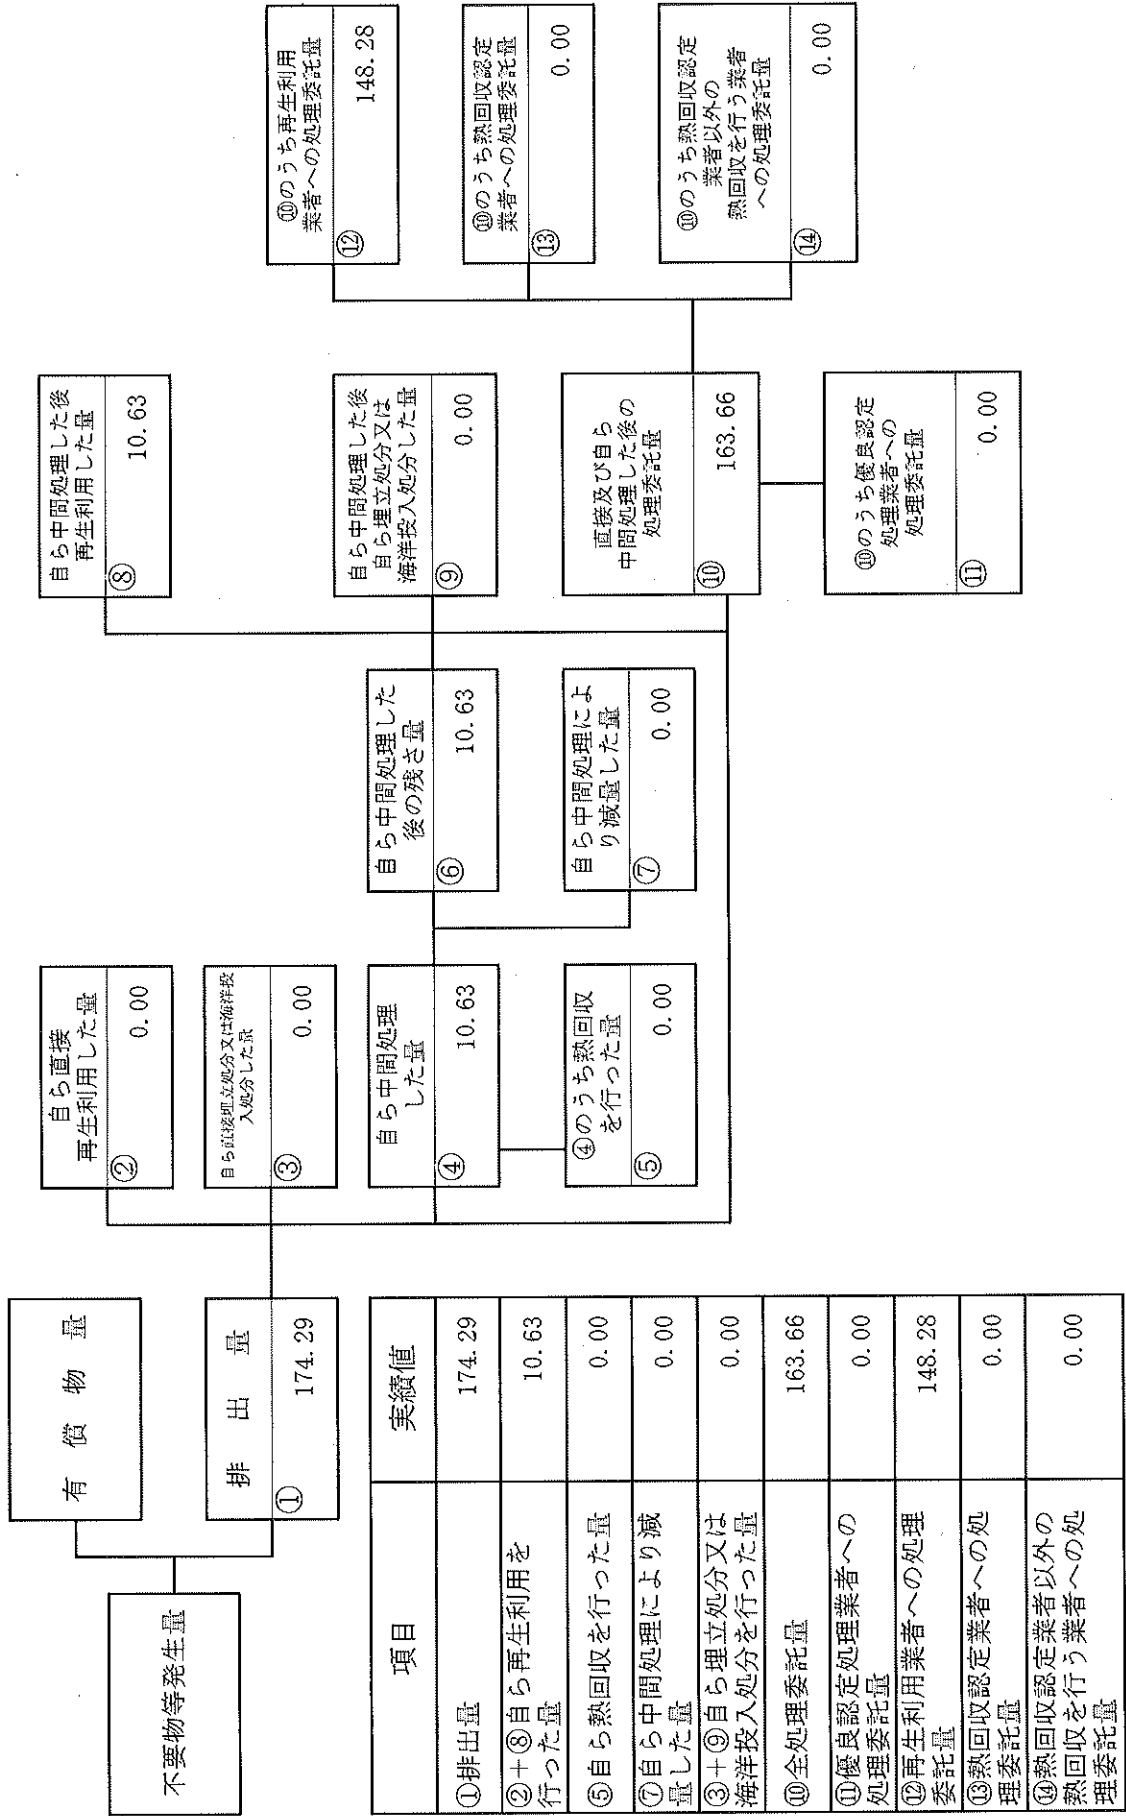 不要物等発生量
有償物量
排出量
①
174.29
自ら直接
再生利用した量
②
0.00
自ら直接埋立処分又は海洋投
入処分した量
③
0.00
自ら中間処理
した量
④
10.63
④のうち熱回収
を行った量
⑤
0.00
自ら中間処理した
後の残さ量
⑥
10.63
自ら中間処理によ
り減量した量
⑦
0.00
自ら中間処理した後
再生利用した量
⑧
10.63
自ら中間処理した後
自ら埋立処分又は
海洋投入処分した量
⑨
0.00
直接及び自ら
中間処理した後の
処理委託量
⑩
163.66
⑩のうち優良認定
処理業者への
処理委託量
⑪
0.00
⑩のうち再生利用
業者への処理委託量
⑫
148.28
⑩のうち熱回収認定
業者への処理委託量
⑬
0.00
⑩のうち熱回収認定
業者以外の
熱回収を行う業者
への処理委託量
⑭
0.00
項目 実績値
①排出量 174.29
②+⑧自ら再生利用を
行った量 10.63
⑤自ら熱回収を行った量 0.00
⑦自ら中間処理により減
量した量 0.00
③+⑨自ら埋立処分又は
海洋投入処分を行った量 0.00
⑩全処理委託量 163.66
⑪優良認定処理業者への
処理委託量 0.00
⑫再生利用業者への処理
委託量 148.28
⑬熱回収認定業者への処
理委託量 0.00
⑭熱回収認定業者以外の
熱回収を行う業者への処
理委託量 0.00